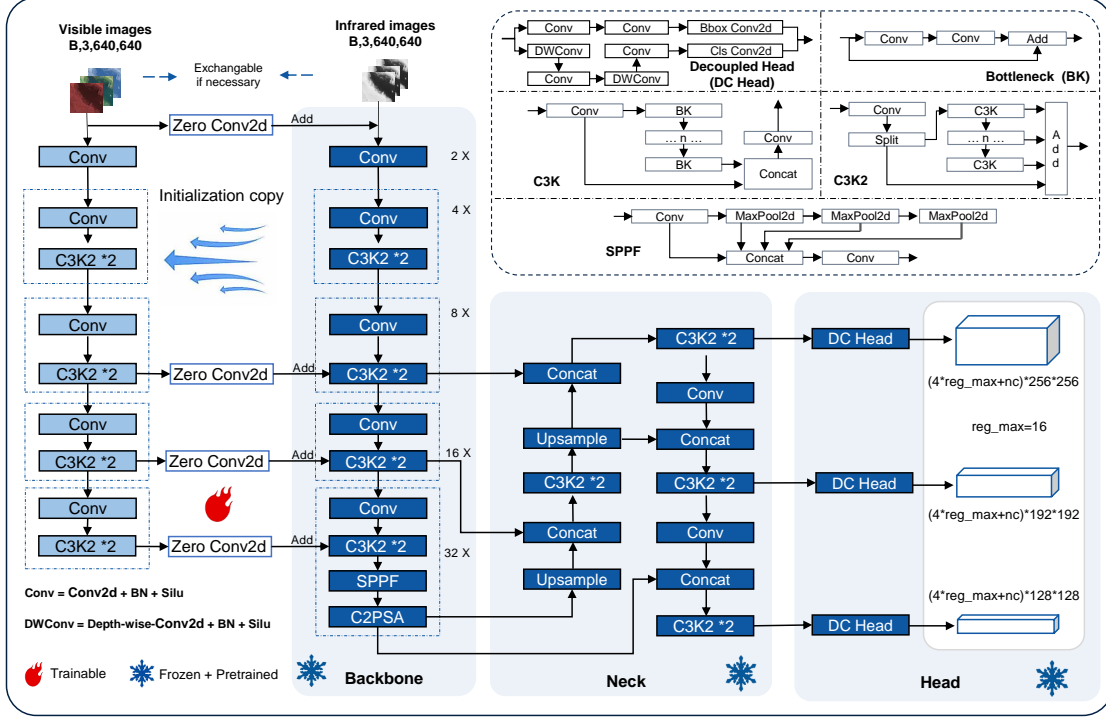 Visible images
B,3,640,640
Exchangable
if necessary
Infrared images
B,3,640,640
Zero Conv2d
Add
Conv
Initialization copy
Conv
C3K2 *2
Conv
C3K2 *2
Zero Conv2d
Add
Conv
C3K2 *2
Zero Conv2d
Add
Conv
C3K2 *2
Zero Conv2d
Add
Conv
2 X
Conv
4 X
C3K2 *2
Conv
8 X
C3K2 *2
Conv
C3K2 *2
16 X
Conv
C3K2 *2
32 X
SPPF
C2PSA
Conv = Conv2d + BN + Silu
DWConv = Depth-wise-Conv2d + BN + Silu
Trainable
Frozen + Pretrained
Backbone
Concat
Upsample
C3K2 *2
Concat
Upsample
C3K2 *2
Conv
Concat
C3K2 *2
Conv
Concat
C3K2 *2
Neck
DC Head
(4*reg_max+nc)*256*256
reg_max=16
DC Head
(4*reg_max+nc)*192*192
(4*reg_max+nc)*128*128
DC Head
Head
Conv
Conv
Bbox Conv2d
DWConv
Conv
Cls Conv2d
Conv
DWConv
Decoupled Head
(DC Head)
Conv
Conv
Add
Bottleneck (BK)
Conv
BK
... n ...
BK
Conv
Concat
C3K
Conv
Split
C3K
... n ...
C3K
Add
C3K2
Conv
MaxPool2d
MaxPool2d
MaxPool2d
Concat
Conv
SPPF